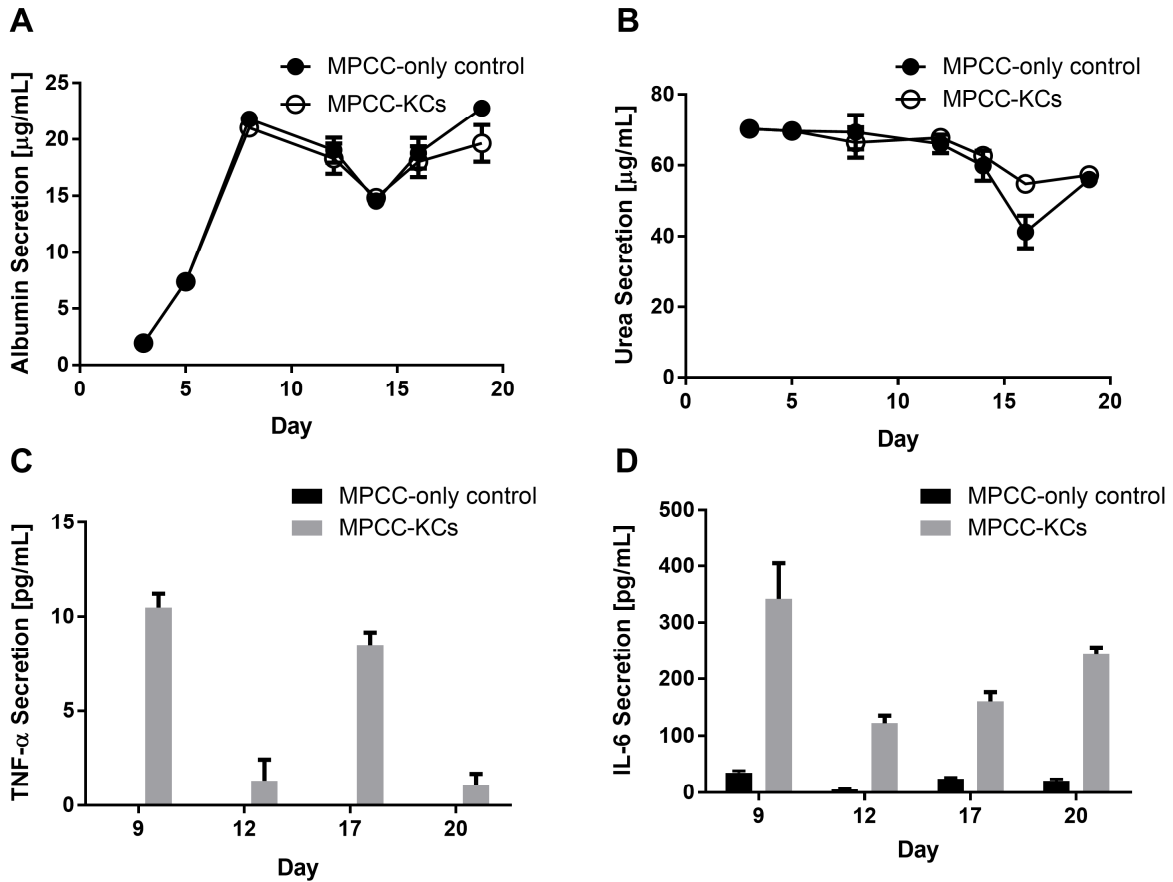 A
MPCC-only control
MPCC-KCs
Albumin Secretion [µg/mL]
25
20
15
10
5
0
0 5 10 15 20
Day
B
MPCC-only control
MPCC-KCs
Urea Secretion [µg/mL]
80
60
40
20
0
0 5 10 15 20
Day
C
MPCC-only control
MPCC-KCs
TNF-α Secretion [pg/mL]
15
10
5
0
9 12 17 20
Day
D
MPCC-only control
MPCC-KCs
IL-6 Secretion [pg/mL]
500
400
300
200
100
0
9 12 17 20
Day